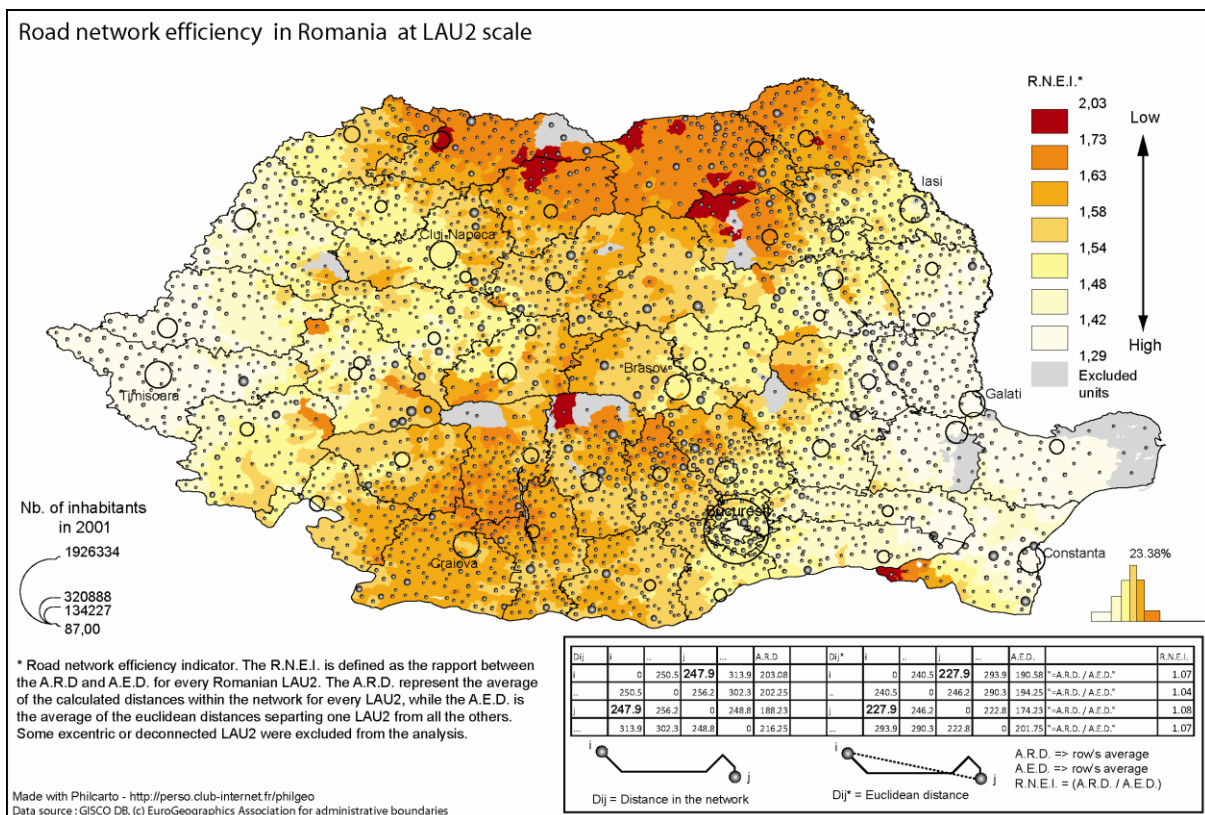 Road network efficiency in Romania at LAU2 scale
R.N.E.I.*
2,03
1,73
1,63
1,58
1,54
1,48
1,42
1,29
Low
High
Excluded
units
Iasi
Cluj-Napoca
Brasov
Timisoara
Galati
Bucuresti
Craiova
Constanta
23.38%
Nb. of inhabitants
in 2001
1926334
320888
134227
87,00
* Road network efficiency indicator. The R.N.E.I. is defined as the rapport between
the A.R.D and A.E.D. for every Romanian LAU2. The A.R.D. represent the average
of the calculated distances within the network for every LAU2, while the A.E.D. is
the average of the euclidean distances separting one LAU2 from all the others.
Some excentric or deconnected LAU2 were excluded from the analysis.
Made with Philcarto - http://perso.club-internet.fr/philgeo
Data source : GISCO DB, (c) EuroGeographics Association for administrative boundaries
Dij i .. j ... A.R.D Dij* i .. j ... A.E.D. R.N.E.I.
i 0 250.5 247.9 313.9 203.08 i 0 240.5 227.9 293.9 190.58 "=A.R.D. / A.E.D." 1.07
.. 250.5 0 256.2 302.3 202.25 .. 240.5 0 246.2 290.3 194.25 "=A.R.D. / A.E.D." 1.04
j 247.9 256.2 0 248.8 188.23 j 227.9 246.2 0 222.8 174.23 "=A.R.D. / A.E.D." 1.08
... 313.9 302.3 248.8 0 216.25 ... 293.9 290.3 222.8 0 201.75 "=A.R.D. / A.E.D." 1.07
i
j
Dij = Distance in the network
i
j
Dij* = Euclidean distance
A.R.D. => row's average
A.E.D. => row's average
R.N.E.I. = (A.R.D. / A.E.D.)